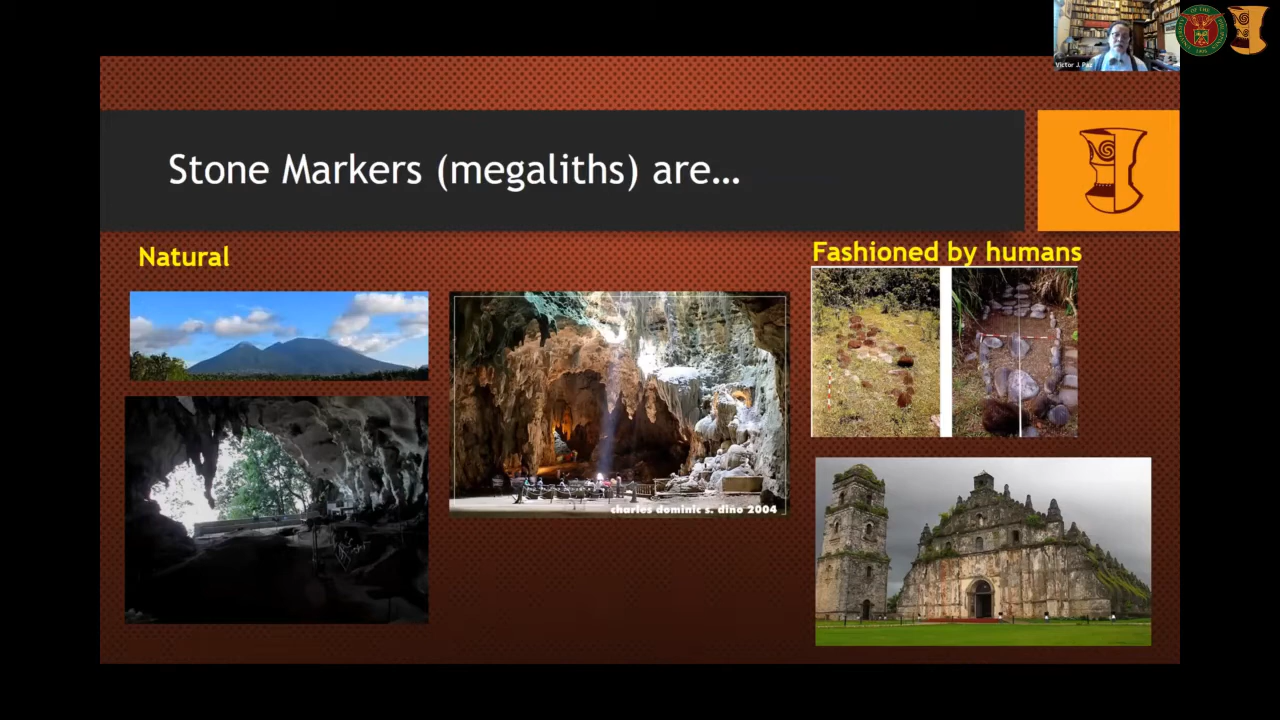 Victor J. Paz
Stone Markers (megaliths) are...
Natural
Fashioned by humans
charles dominic s. dino 2004